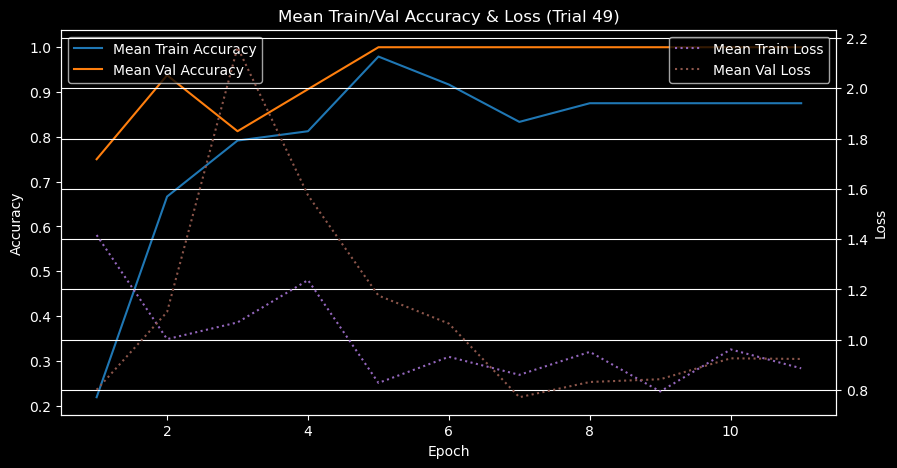 Mean Train/Val Accuracy & Loss (Trial 49)
Mean Train Accuracy
Mean Val Accuracy
Mean Train Loss
Mean Val Loss
Accuracy
1.0
0.9
0.8
0.7
0.6
0.5
0.4
0.3
0.2
2.2
2.0
1.8
1.6
1.4
1.2
1.0
0.8
Loss
2 4 6 8 10
Epoch